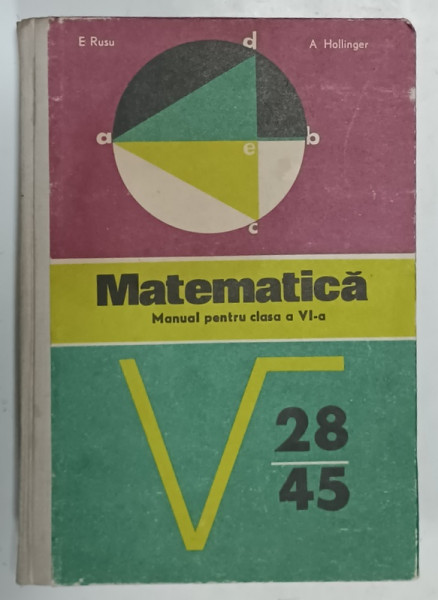 E Rusu
A Hollinger
d
a
b
e
c
Matematică
Manual pentru clasa a VI-a
28
45